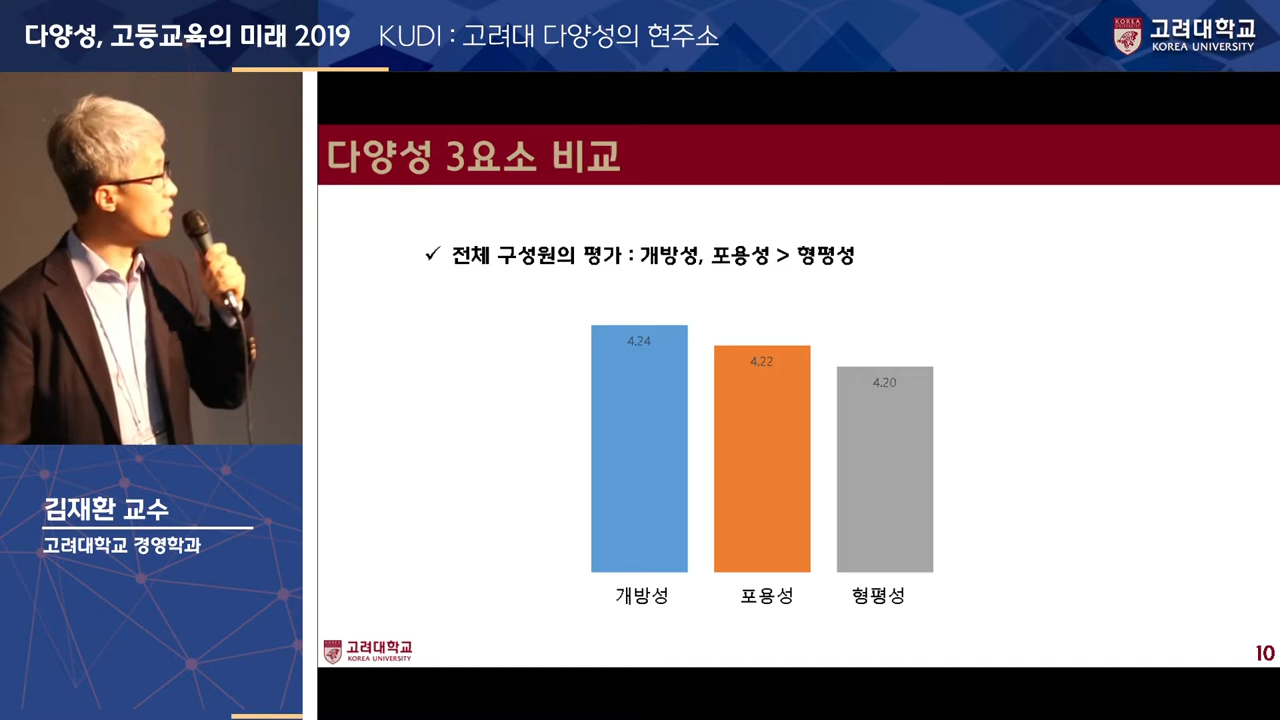 다양성, 고등교육의 미래 2019 KUDI : 고려대 다양성의 현주소
KOREA
고려대학교
KOREA UNIVERSITY
다양성 3요소 비교
✓ 전체 구성원의 평가 : 개방성, 포용성 > 형평성
4.24
4.22
4.20
개방성 포용성 형평성
김재환 교수
고려대학교 경영학과
KOREA
고려대학교
KOREA UNIVERSITY
10